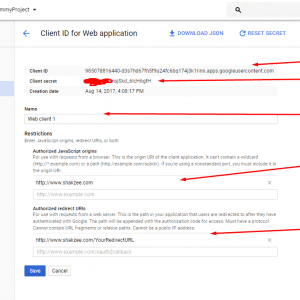 mmyProject
Client ID for Web application
DOWNLOAD JSON
RESET SECRET
Client ID
Client secret
Creation date Aug 14, 2017, 4:08:17 PM
Name
Web client 1
Restrictions
Enter JavaScript origins, redirect URIs, or both
Authorized JavaScript origins
For use with requests from a browser. This is the origin URI of the client application. It can't contain a wildcard
(http://*.example.com) or a path (http://example.com/subdir). If you're using a nonstandard port, you must include it in
the origin URI.
http://www.shakzee.com
http://www.example.com
Authorized redirect URIs
For use with requests from a web server. This is the path in your application that users are redirected to after they have
authenticated with Google. The path will be appended with the authorization code for access. Must have a protocol.
Cannot contain URL fragments or relative paths. Cannot be a public IP address.
http://www.shakzee.com/YourRedirectURL
http://www.example.com/oauth2callback
Save Cancel